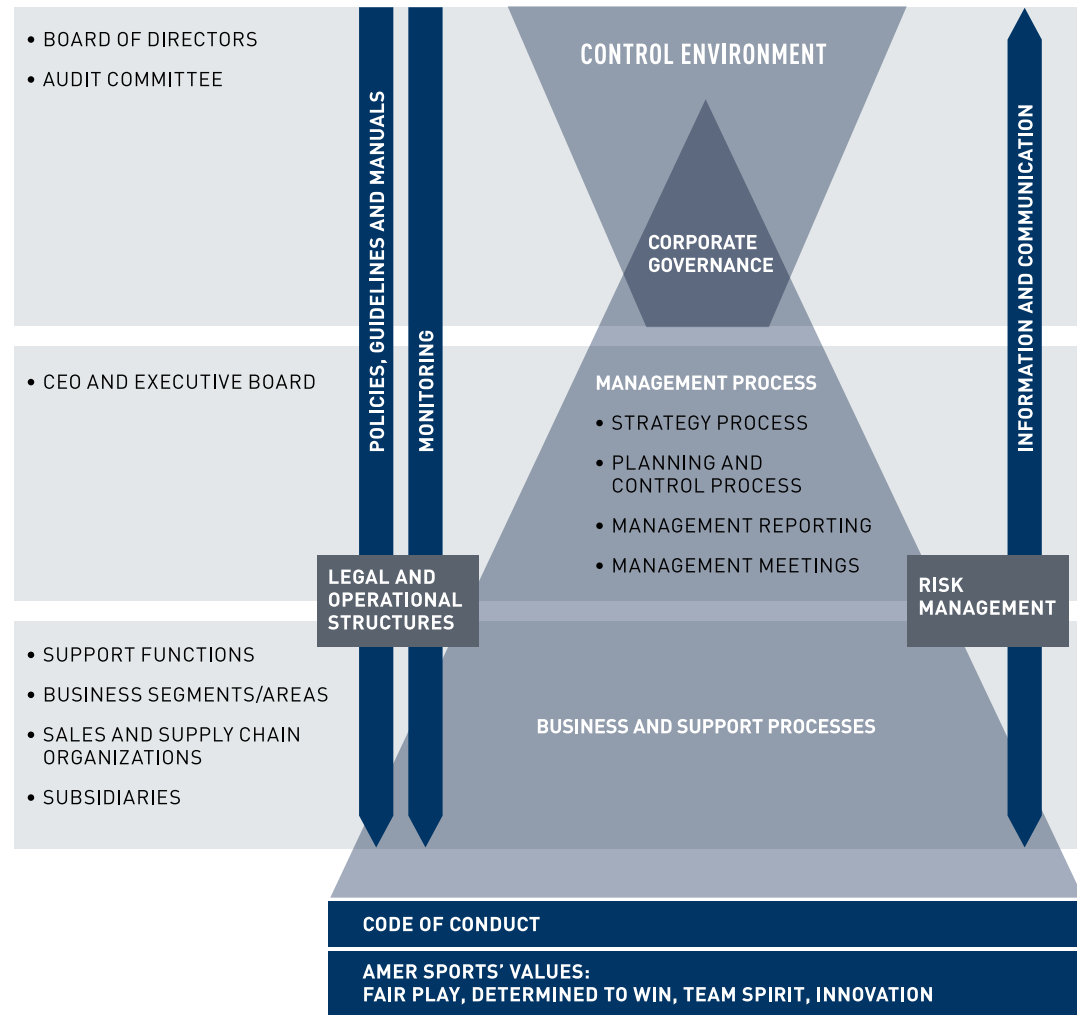 • BOARD OF DIRECTORS
• AUDIT COMMITTEE
POLICIES, GUIDELINES AND MANUALS
MONITORING
CONTROL ENVIRONMENT
CORPORATE
GOVERNANCE
INFORMATION AND COMMUNICATION
• CEO AND EXECUTIVE BOARD
MANAGEMENT PROCESS
• STRATEGY PROCESS
• PLANNING AND
CONTROL PROCESS
• MANAGEMENT REPORTING
• MANAGEMENT MEETINGS
LEGAL AND
OPERATIONAL
STRUCTURES
RISK
MANAGEMENT
• SUPPORT FUNCTIONS
• BUSINESS SEGMENTS/AREAS
• SALES AND SUPPLY CHAIN
ORGANIZATIONS
• SUBSIDIARIES
BUSINESS AND SUPPORT PROCESSES
CODE OF CONDUCT
AMER SPORTS’ VALUES:
FAIR PLAY, DETERMINED TO WIN, TEAM SPIRIT, INNOVATION